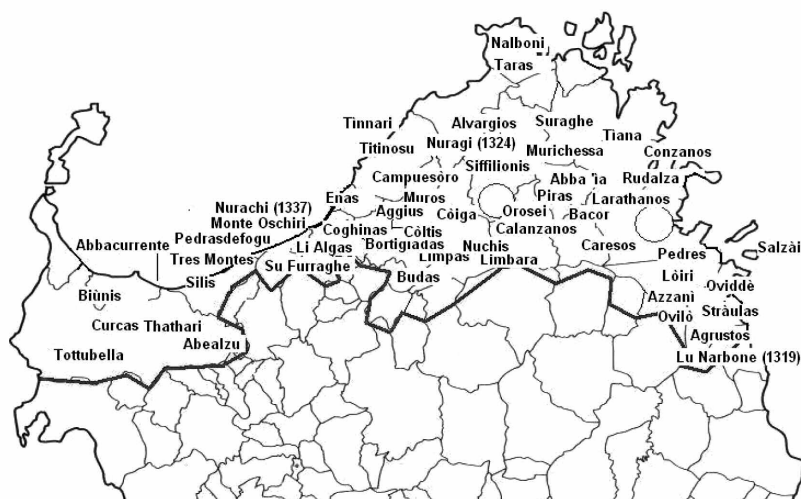 Nalboni
Taras
Tinnari
Alvargios
Suraghe
Tiana
Titinosu
Nuragi (1324)
Murichessa
Conzanos
Siffilionis
Campuesòro
Abba
Rudalza
Enas
Muros
Piras
Larathanos
Nurachi (1337)
Aggius
Còiga
Orosei
Bacor
Monte Oschiri
Coghinas
Còltis
Calanzanos
Pedrasdefogu
Abbacurrente
Li Algas
Bortigiadas
Nuchis
Caresos
Salzài
Tres Montes
Su Furraghe
Limpas
Limbara
Pedres
Silis
Budas
Lòiri
Oviddè
Biùnis
Azzanì
Curcas
Thathari
Ovilò
Stràulas
Abealzu
Agrustos
Tottubella
Lu Narbone (1319)